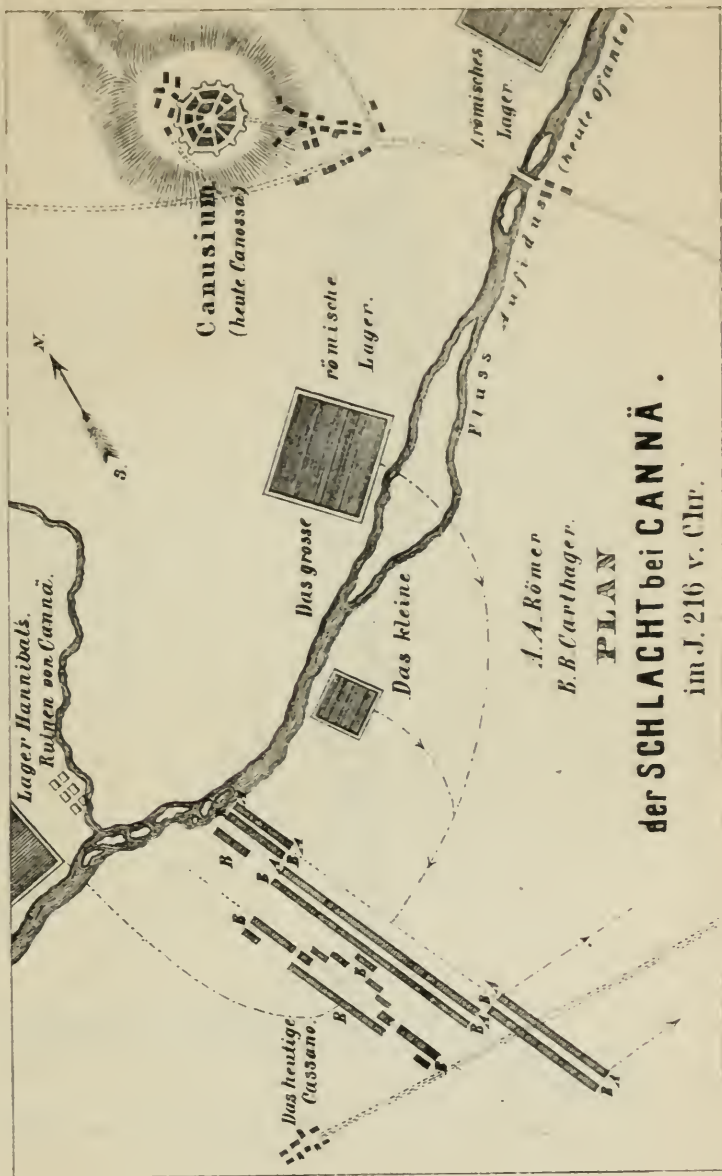 PLAN
der SCHLACHT bei CANNÄ.
im J. 216 v. Chr.
A.A. Römer
B.B. Carthager.
Lager Hannibals.
Ruinen von Cannä.
N.
S.
Canusium
(heute Canossa)
Das grosse
römische
Lager.
Das kleine
römisches
Lager.
Fluss Aufidus (heute Ofanto)
Das heutige
Cassano.
A
B
B
A
B
A
B
B
B
B
B
A
B
A
B
A
B